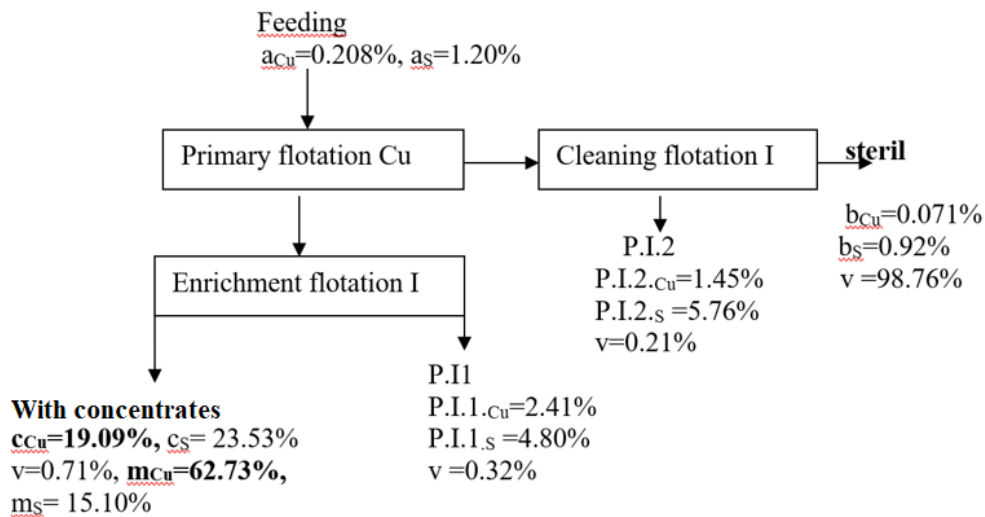 Feeding
aCu=0.208%, aS=1.20%
Primary flotation Cu
Cleaning flotation I
steril
bCu=0.071%
bS=0.92%
v =98.76%
P.I.2
P.I.2.Cu=1.45%
P.I.2.S =5.76%
v=0.21%
Enrichment flotation I
P.I1
P.I.1.Cu=2.41%
P.I.1.S =4.80%
v =0.32%
With concentrates
cCu=19.09%, cS= 23.53%
v=0.71%, mCu=62.73%,
mS= 15.10%